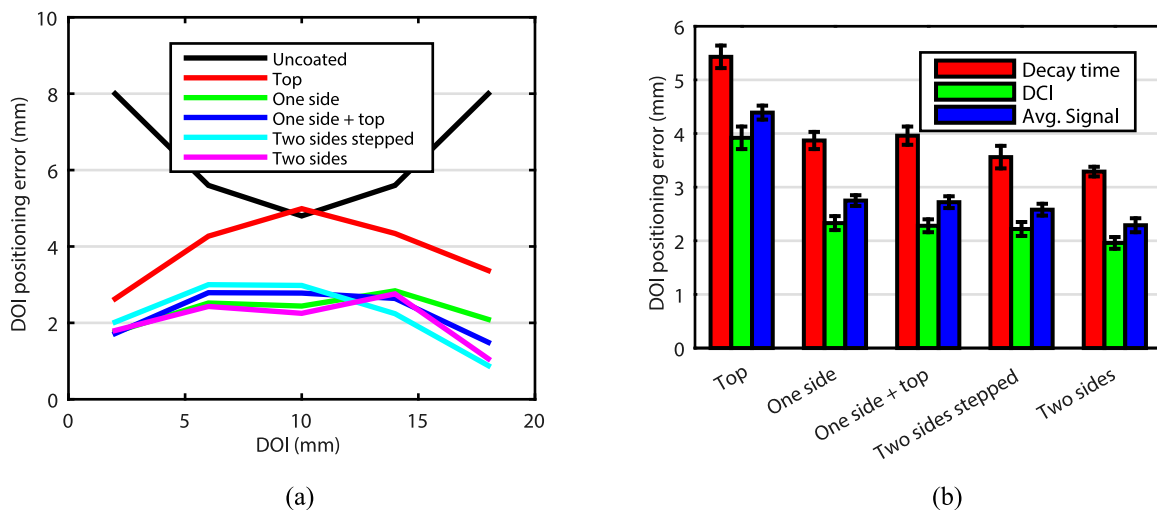 10
8
6
4
2
0
DOI positioning error (mm)
Uncoated
Top
One side
One side + top
Two sides stepped
Two sides
0
5
10
15
20
DOI (mm)
(a)
6
5
4
3
2
1
0
DOI positioning error (mm)
Decay time
DCI
Avg. Signal
Top
One side
One side + top
Two sides stepped
Two sides
(b)